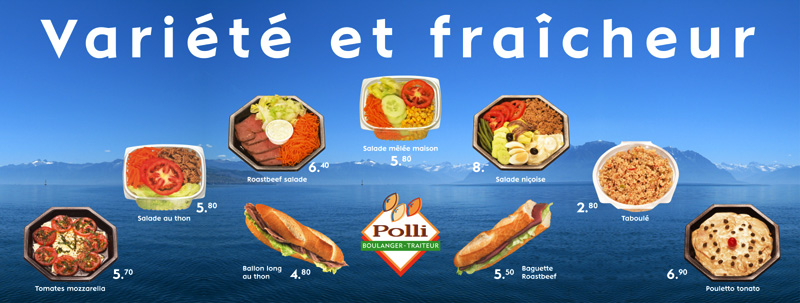 Variété et fraîcheur
Salade mêlée maison
5.80
6.40
Roastbeef salade
8.-
Salade niçoise
5.80
Salade au thon
2.80
Taboulé
Polli
BOULANGER-TRAITEUR
Ballon long
au thon
4.80
5.50
Baguette
Roastbeef
5.70
Tomates mozzarella
6.90
Pouletto tonato